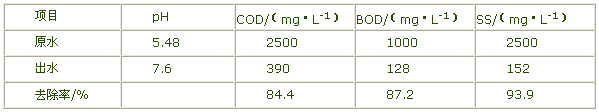 项目 pH COD/(mg·L-1) BOD/(mg·L-1) SS/(mg·L-1)
原水 5.48 2500 1000 2500
出水 7.6 390 128 152
去除率/% 84.4 87.2 93.9